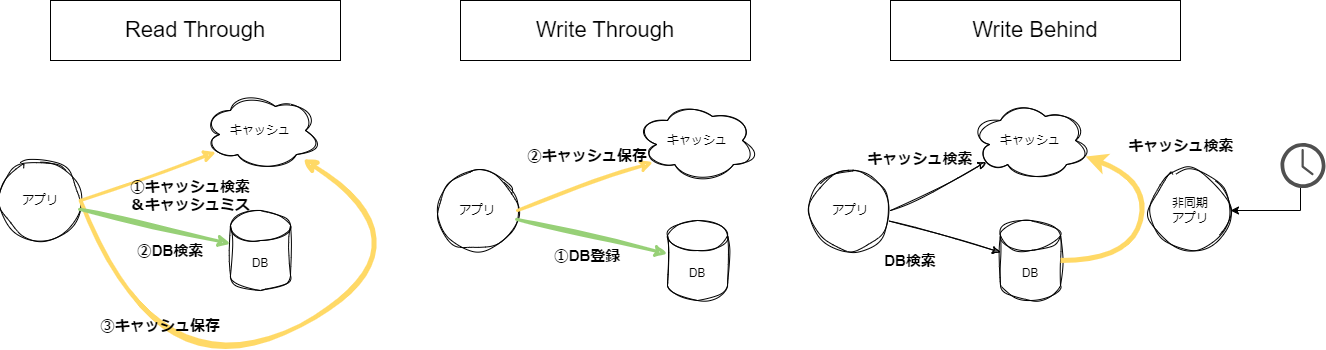 Read Through
Write Through
Write Behind
キャッシュ
アプリ
①キャッシュ検索
&キャッシュミス
②DB検索
DB
③キャッシュ保存
キャッシュ
②キャッシュ保存
アプリ
①DB登録
DB
キャッシュ
キャッシュ検索
キャッシュ検索
アプリ
非同期
アプリ
DB検索
DB